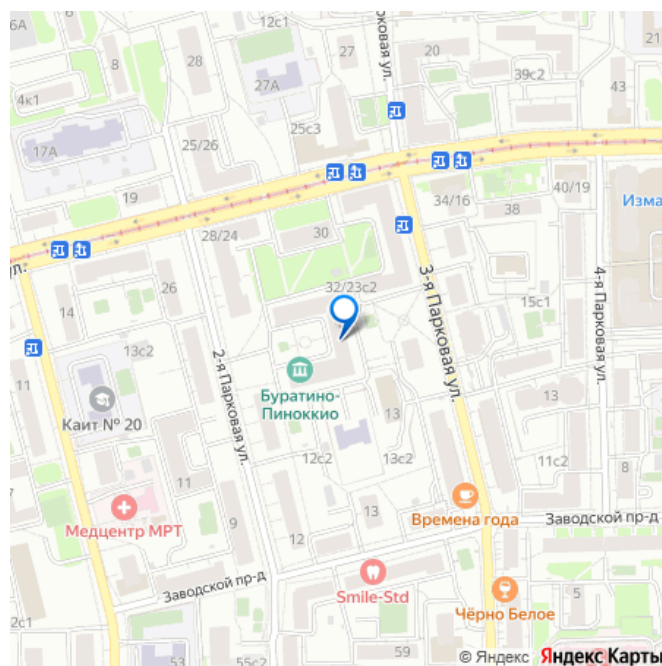 12с1
6А
8
28
27
20
27А
39с2
43
4к1
25с3
25/26
17А
19
 рковая ул.
34/16
38
40/19
Изма
28/24
30
ул.
26
32/23с2
3-я Парковая ул.
15с1
4-я Парковая ул.
14
13с2
11
2-я Парковая ул.
Буратино-
Пиноккио
Каит № 20
13
12с2
13с2
11с2
8
11
Медцентр МРТ
9
13
12
Времена года
Заводской пр-д
Заводской пр-д
Smile-Std
Чёрно Белое
5
2с1
53
55с2
59
© Яндекс
Яндекс Карты